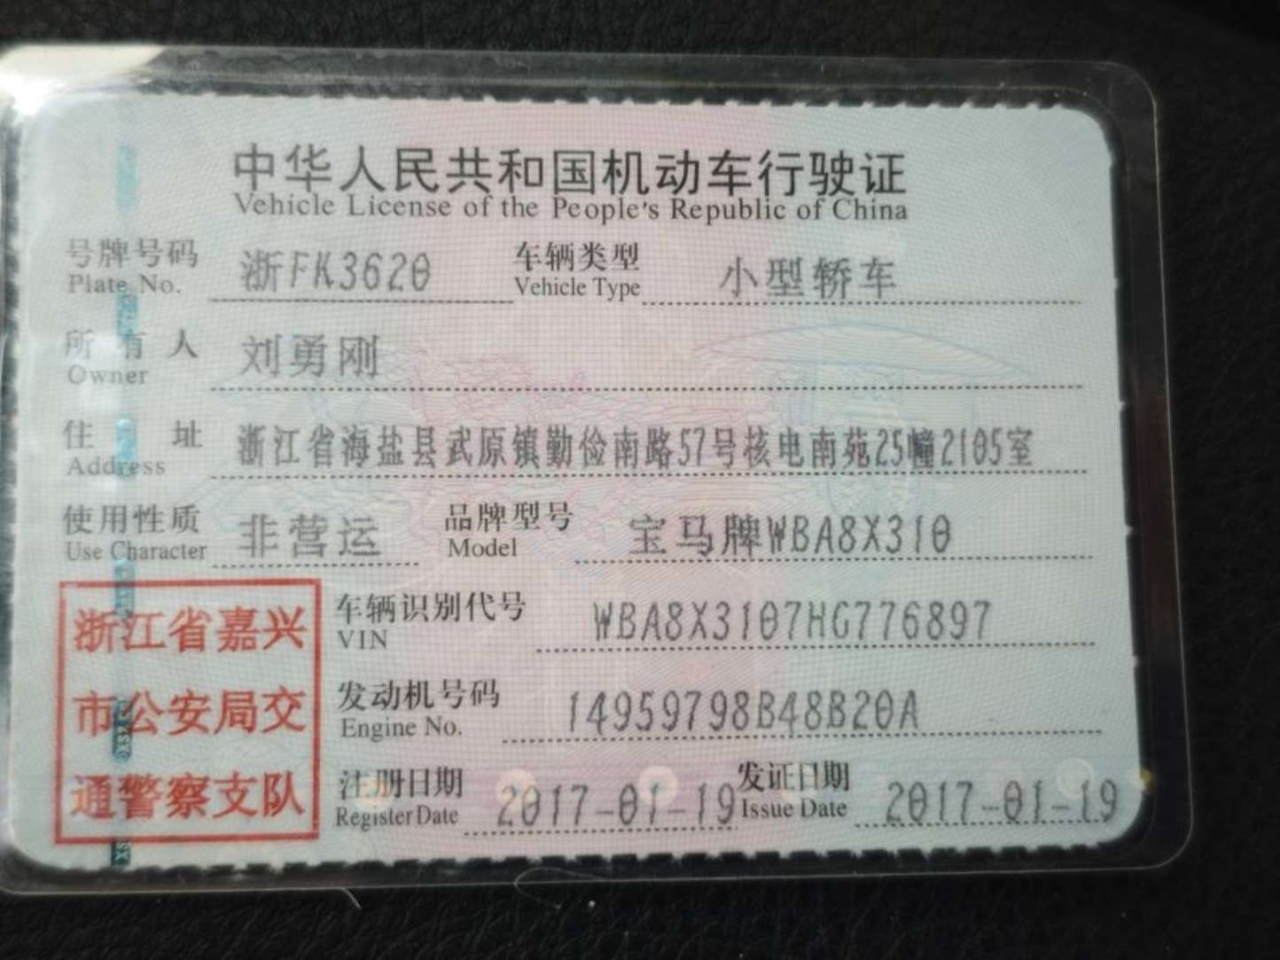 中华人民共和国机动车行驶证
Vehicle License of the People's Republic of China
号牌号码 浙FK3620 车辆类型 小型轿车
Plate No. Vehicle Type
所有人 刘勇刚
Owner
住址 浙江省海盐县武原镇勤俭南路57号核电南苑25幢2105室
Address
使用性质 非营运 品牌型号 宝马牌WBA8X310
Use Character Model
浙江省嘉兴
市公安局交
通警察支队
车辆识别代号 WBA8X3107HG776897
VIN
发动机号码 14959798B48B20A
Engine No.
注册日期 2017-01-19 发证日期 2017-01-19
Register Date Issue Date